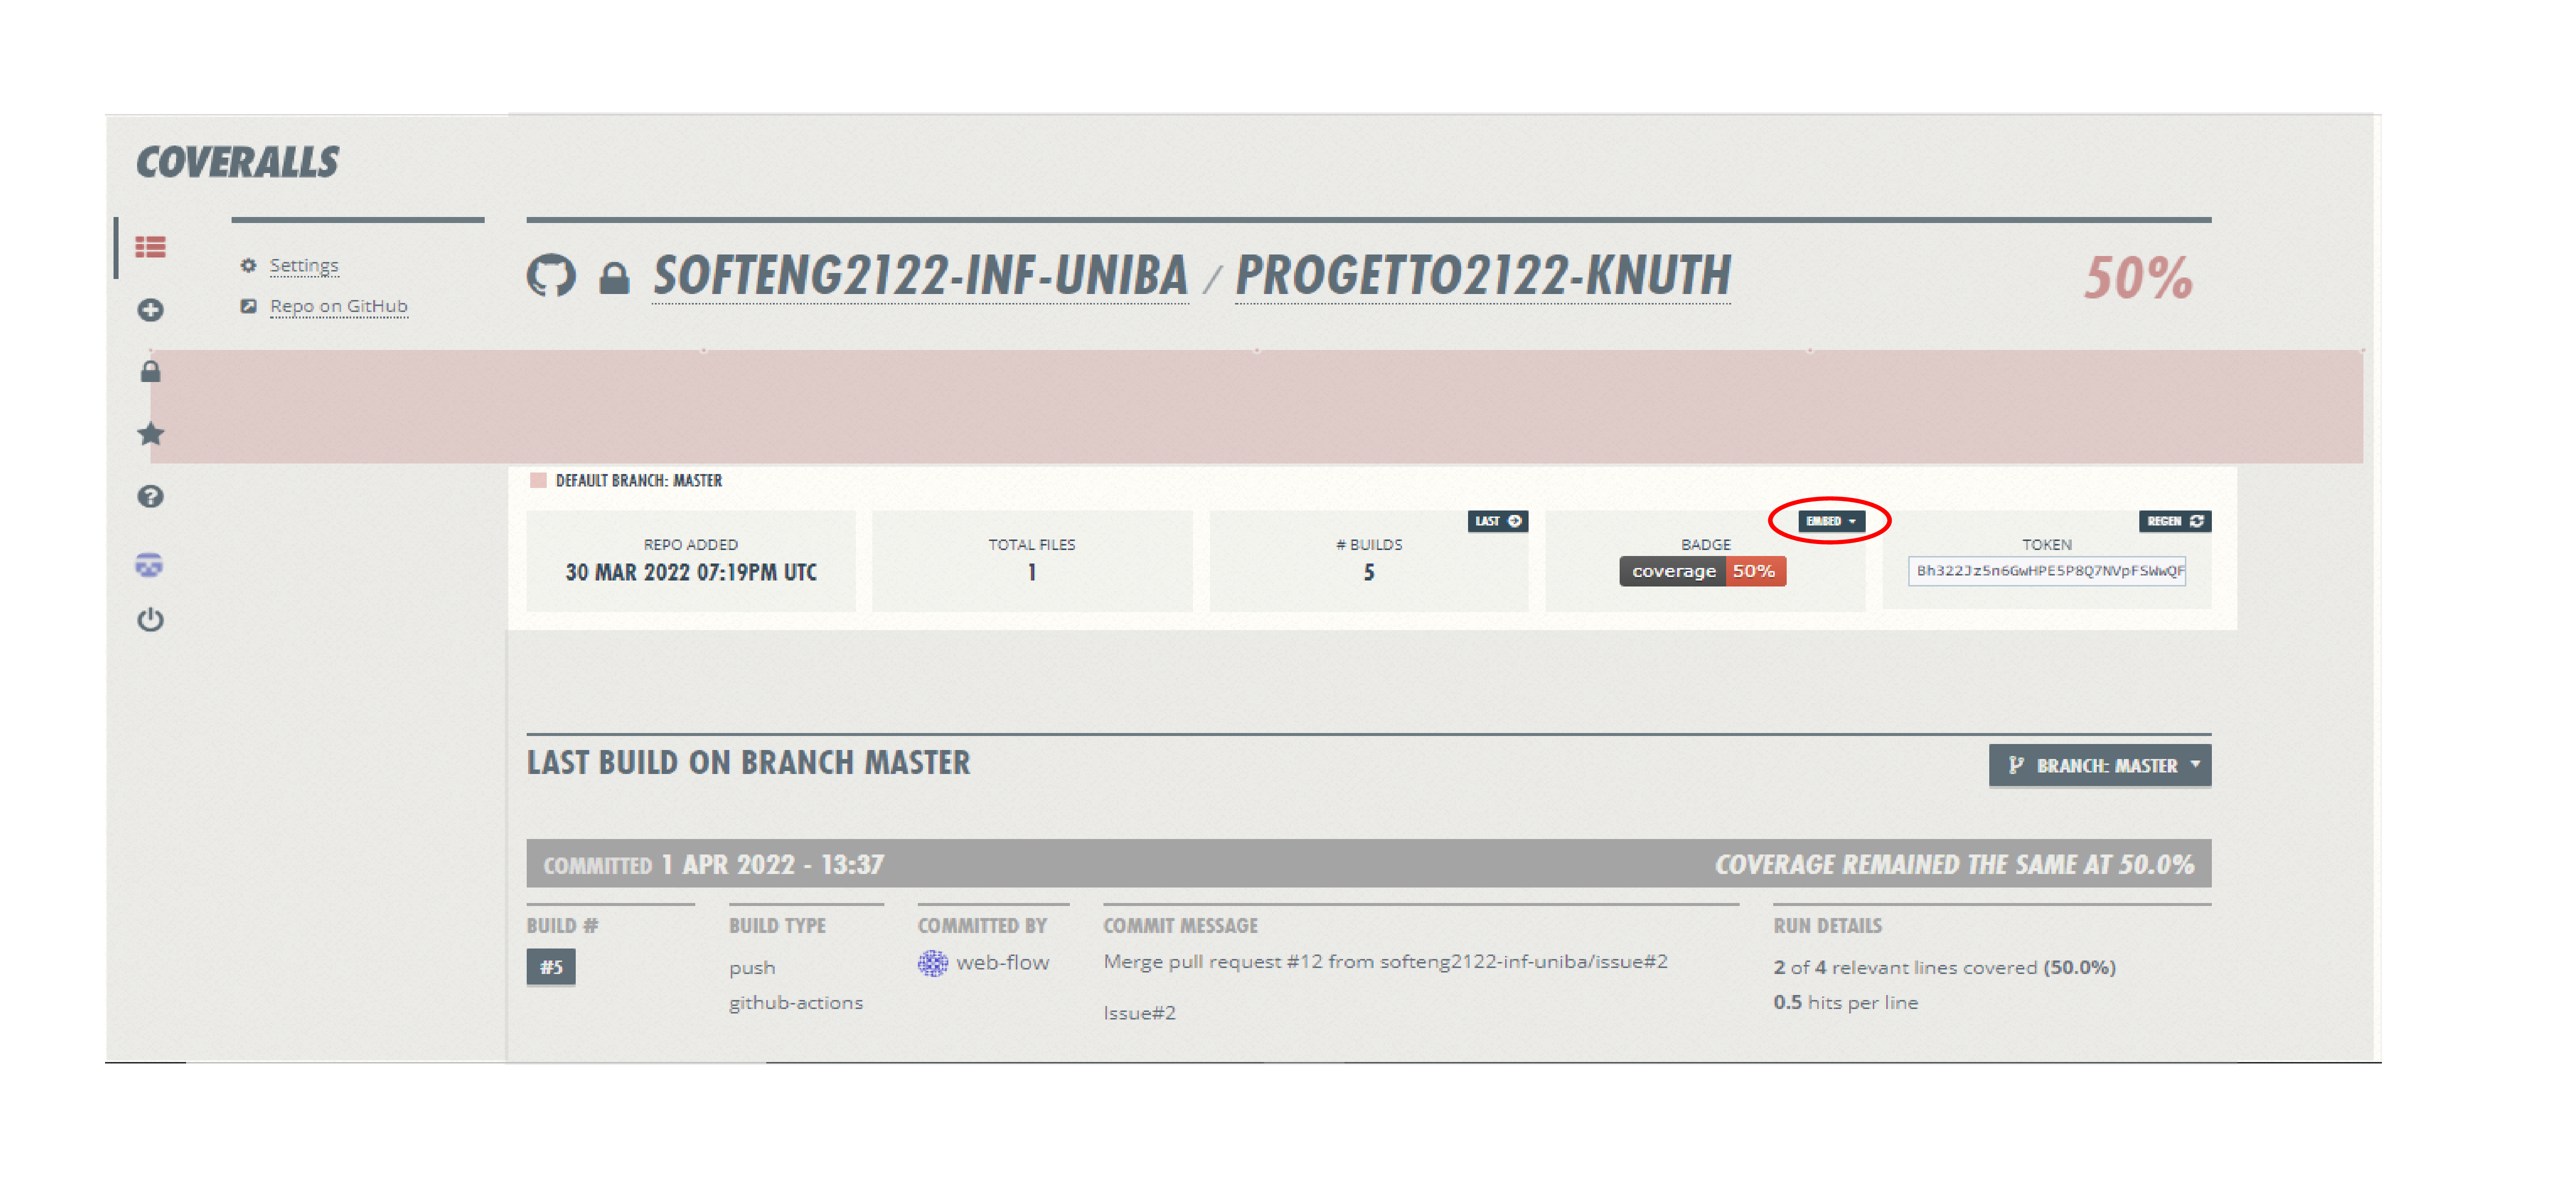 COVERALLS
Settings
Repo on GitHub
SOFTENG2122-INF-UNIBA / PROGETTO2122-KNUTH
50%
DEFAULT BRANCH: MASTER
REPO ADDED
30 MAR 2022 07:19PM UTC
TOTAL FILES
1
LAST
# BUILDS
5
EMBED
BADGE
coverage 50%
REGEN
TOKEN
Bh322Jz5n6GwHPE5P8Q7NVpFSWwQF
LAST BUILD ON BRANCH MASTER
BRANCH: MASTER
COMMITTED 1 APR 2022 - 13:37
COVERAGE REMAINED THE SAME AT 50.0%
BUILD #
#5
BUILD TYPE
push
github-actions
COMMITTED BY
web-flow
COMMIT MESSAGE
Merge pull request #12 from softeng2122-inf-uniba/issue#2
Issue#2
RUN DETAILS
2 of 4 relevant lines covered (50.0%)
0.5 hits per line